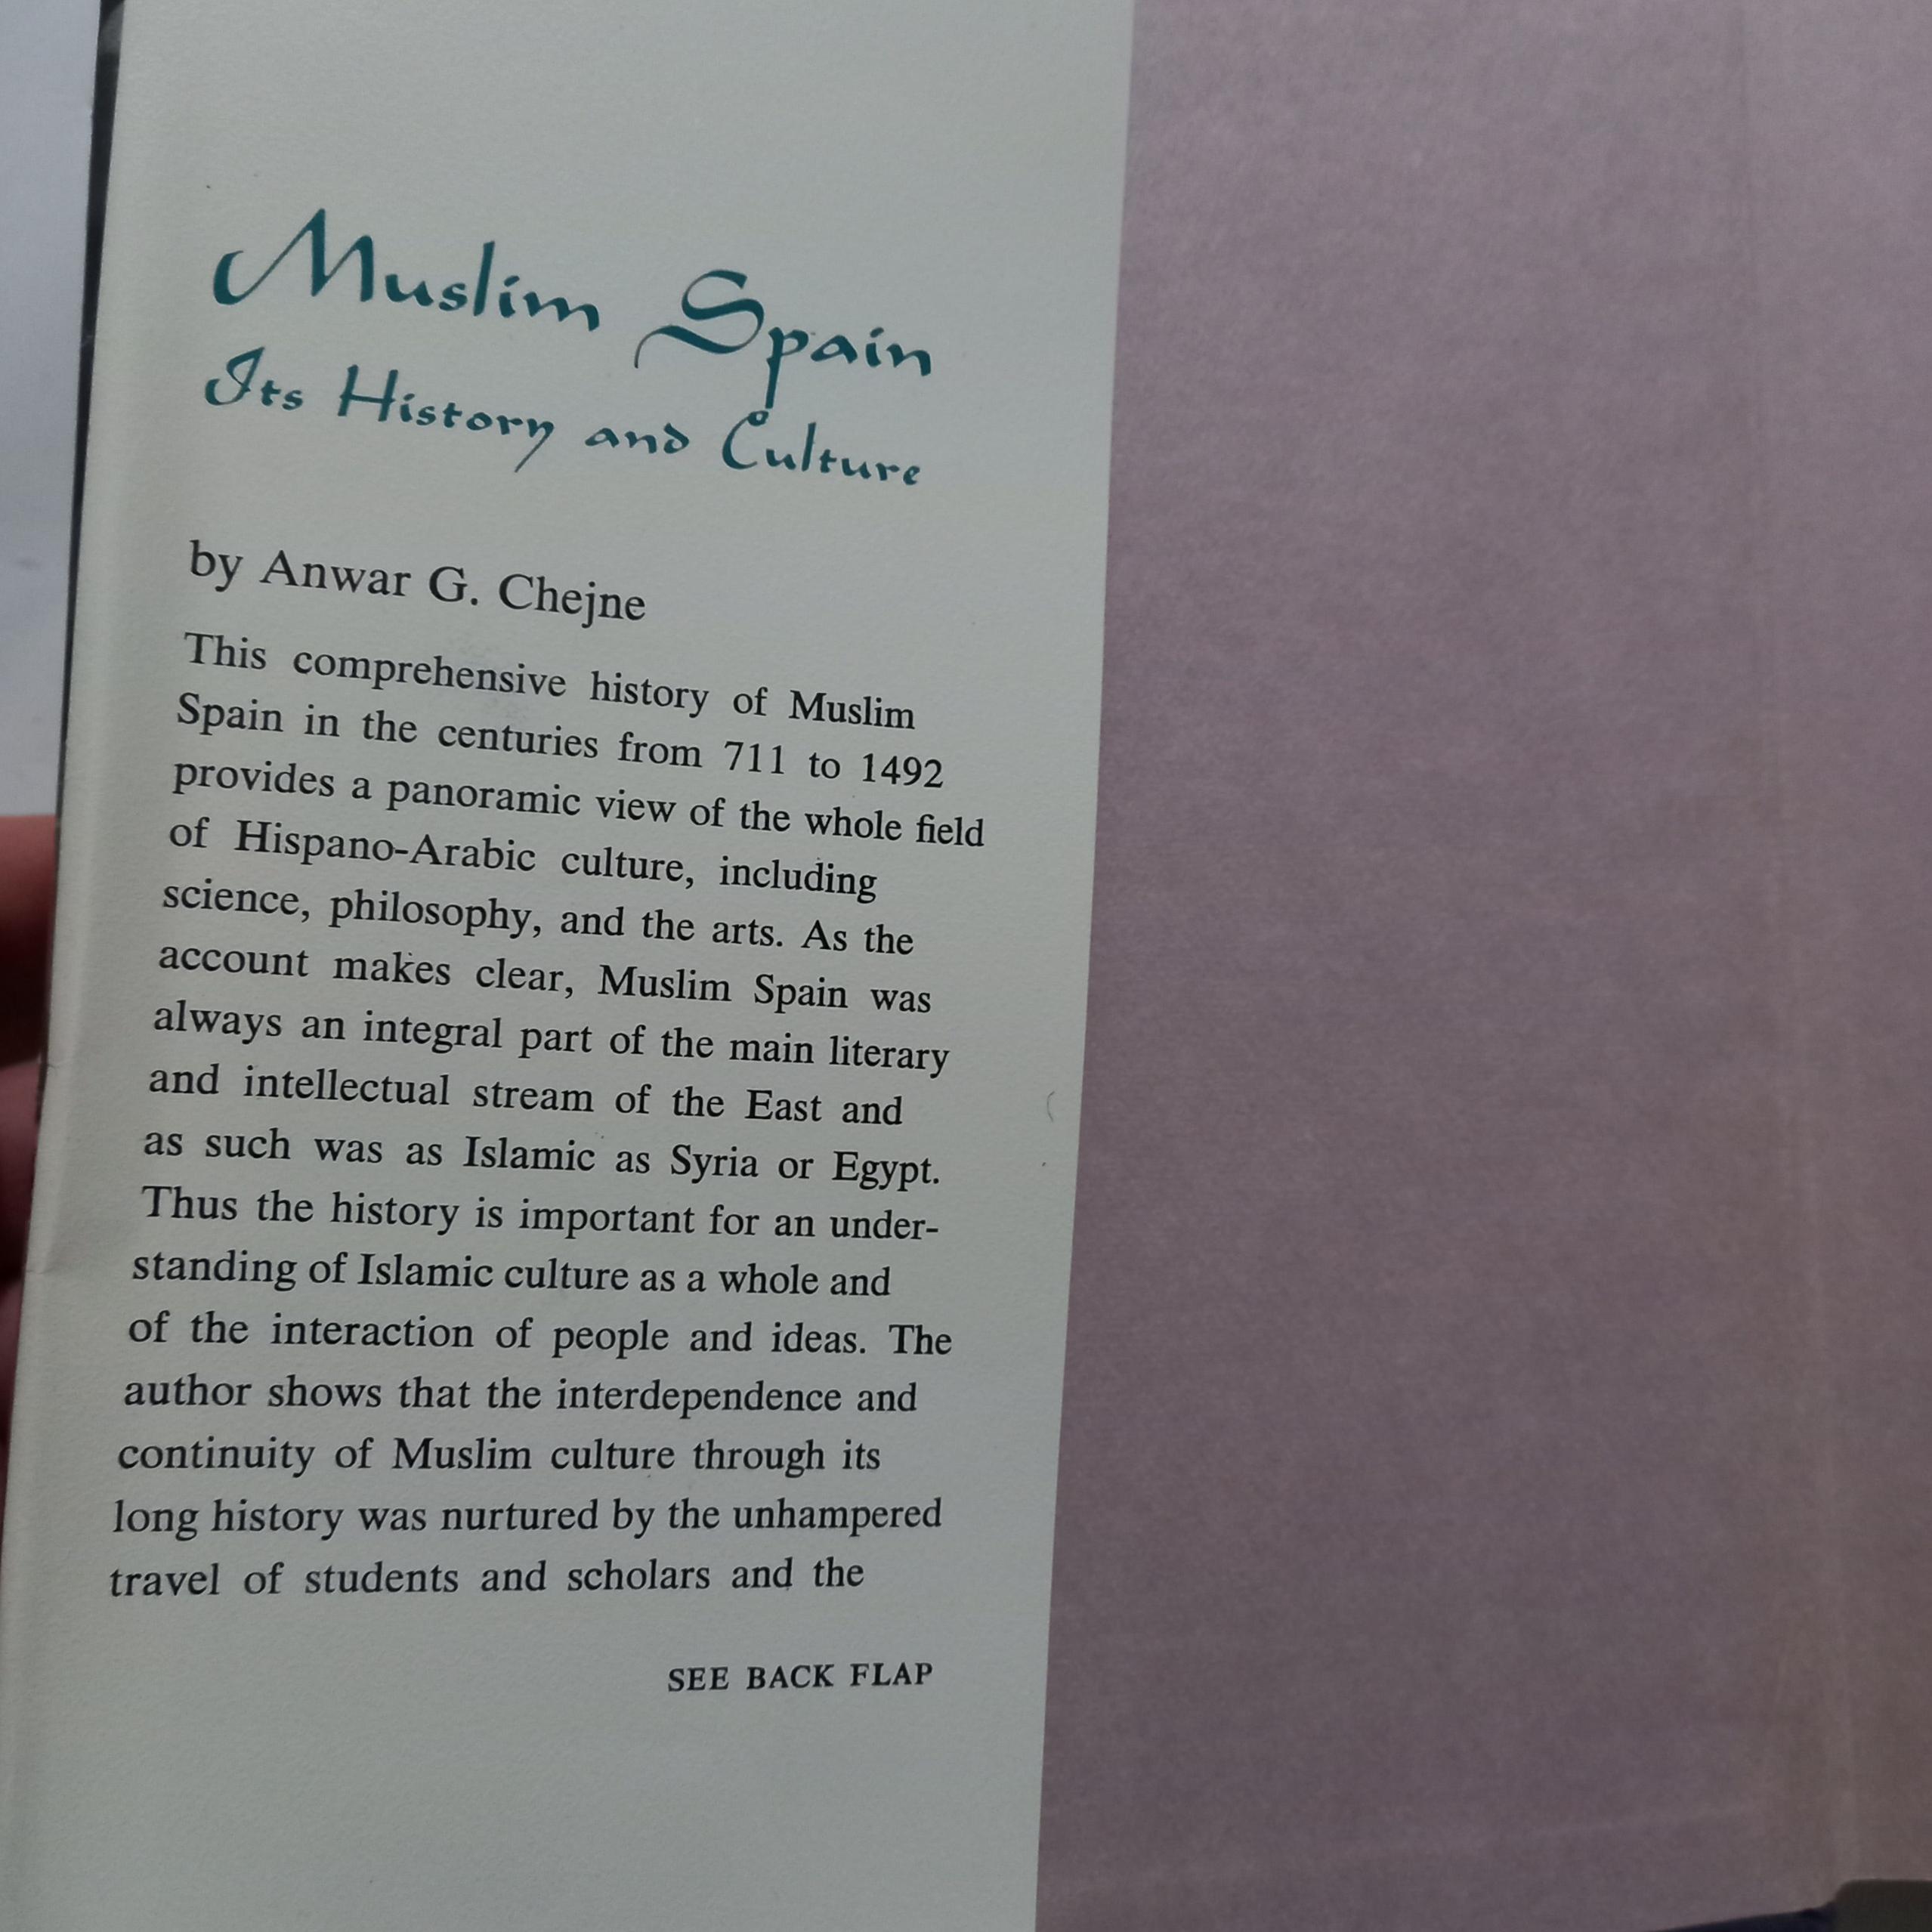 Muslim Spain
Its History and Culture
by Anwar G. Chejne
This comprehensive history of Muslim
Spain in the centuries from 711 to 1492
provides a panoramic view of the whole field
of Hispano-Arabic culture, including
science, philosophy, and the arts. As the
account makes clear, Muslim Spain was
always an integral part of the main literary
and intellectual stream of the East and
as such was as Islamic as Syria or Egypt.
Thus the history is important for an under-
standing of Islamic culture as a whole and
of the interaction of people and ideas. The
author shows that the interdependence and
continuity of Muslim culture through its
long history was nurtured by the unhampered
travel of students and scholars and the
SEE BACK FLAP